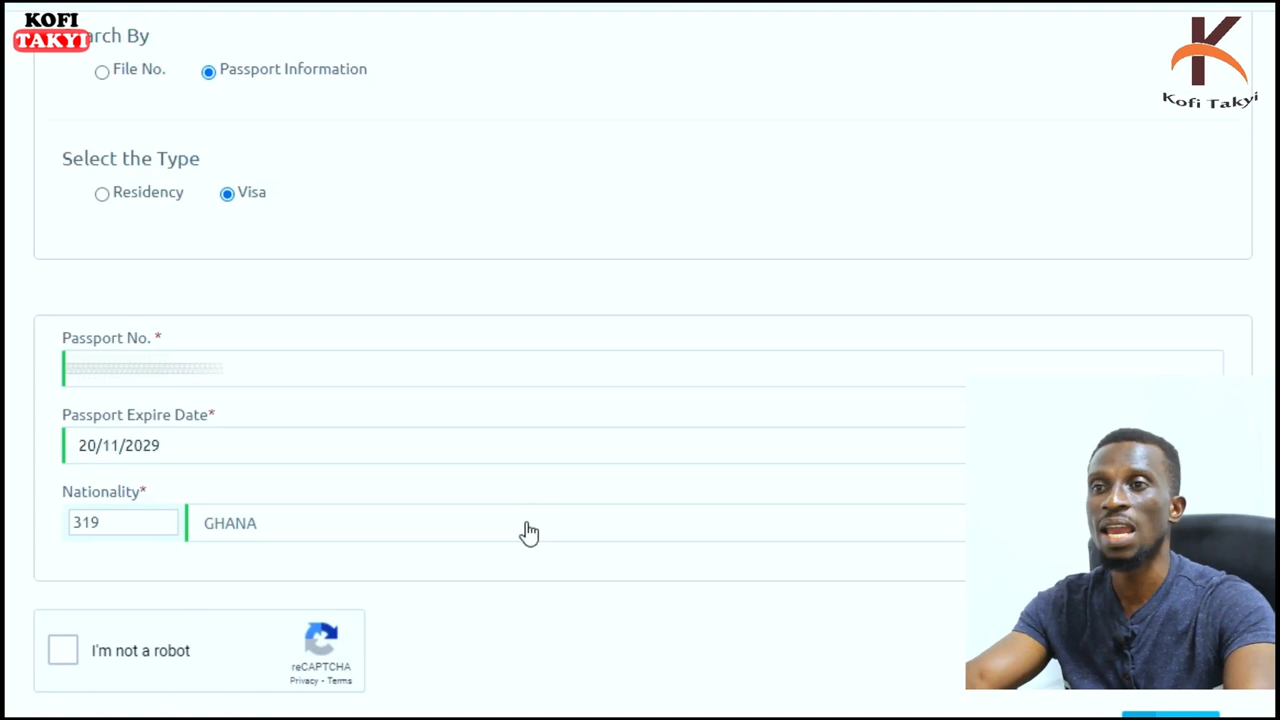 KOFI
TAKYI
arch By
File No.
Passport Information
Kofi Takyi
Select the Type
Residency
Visa
Passport No. *
Passport Expire Date*
20/11/2029
Nationality*
319
GHANA
I'm not a robot
reCAPTCHA
Privacy - Terms